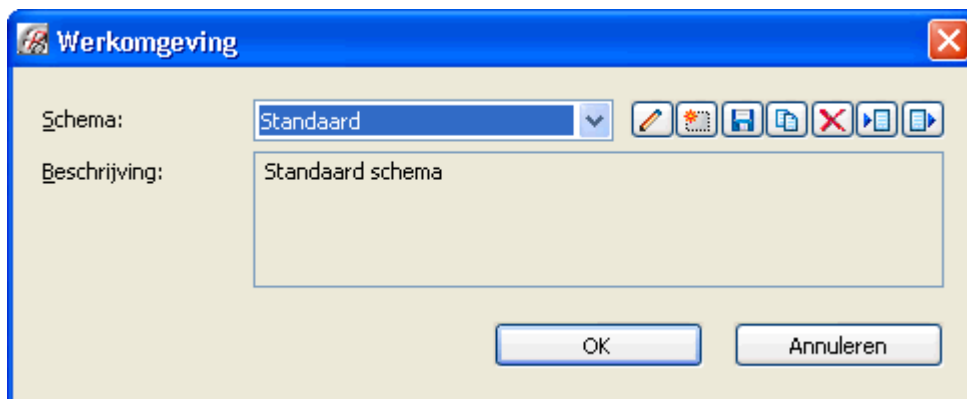 Werkomgeving
Schema: Standaard
Beschrijving: Standaard schema
OK Annuleren